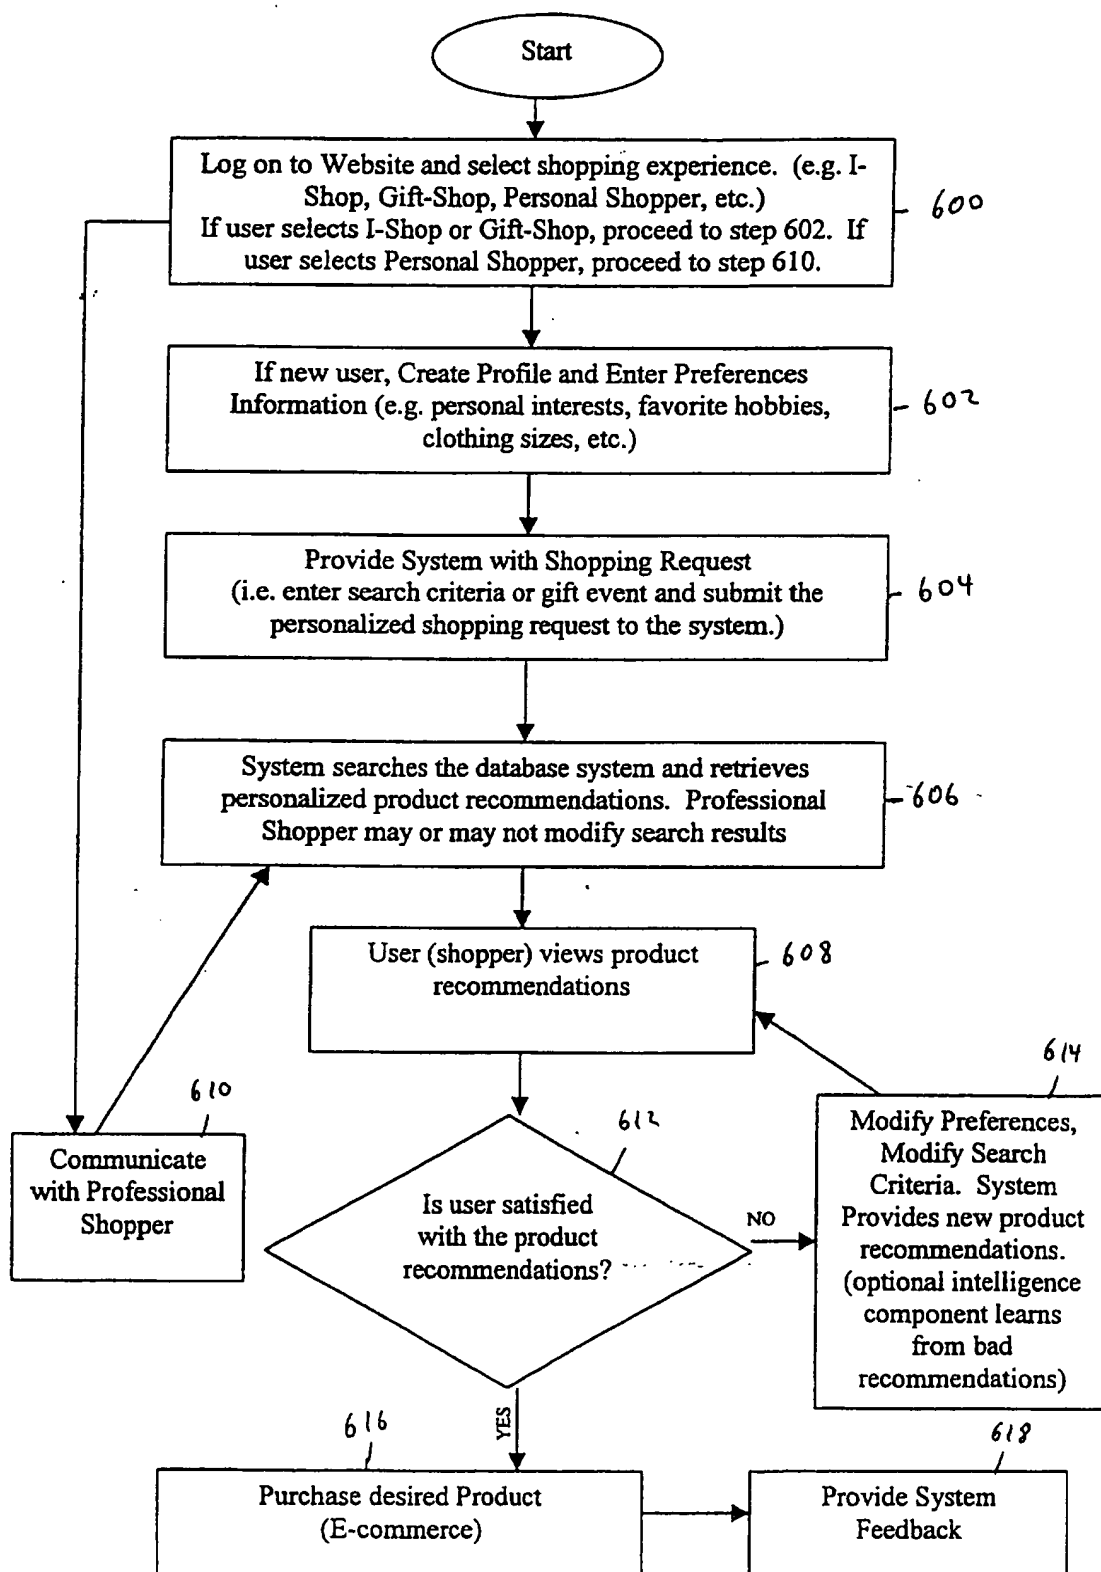 Start
Log on to Website and select shopping experience. (e.g. I-
Shop, Gift-Shop, Personal Shopper, etc.)
If user selects I-Shop or Gift-Shop, proceed to step 602. If
user selects Personal Shopper, proceed to step 610.
600
If new user, Create Profile and Enter Preferences
Information (e.g. personal interests, favorite hobbies,
clothing sizes, etc.)
602
Provide System with Shopping Request
(i.e. enter search criteria or gift event and submit the
personalized shopping request to the system.)
604
System searches the database system and retrieves
personalized product recommendations. Professional
Shopper may or may not modify search results
606
User (shopper) views product
recommendations
608
610
Communicate
with Professional
Shopper
612
Is user satisfied
with the product
recommendations?
NO
614
Modify Preferences,
Modify Search
Criteria. System
Provides new product
recommendations.
(optional intelligence
component learns
from bad
recommendations)
YES
616
Purchase desired Product
(E-commerce)
618
Provide System
Feedback